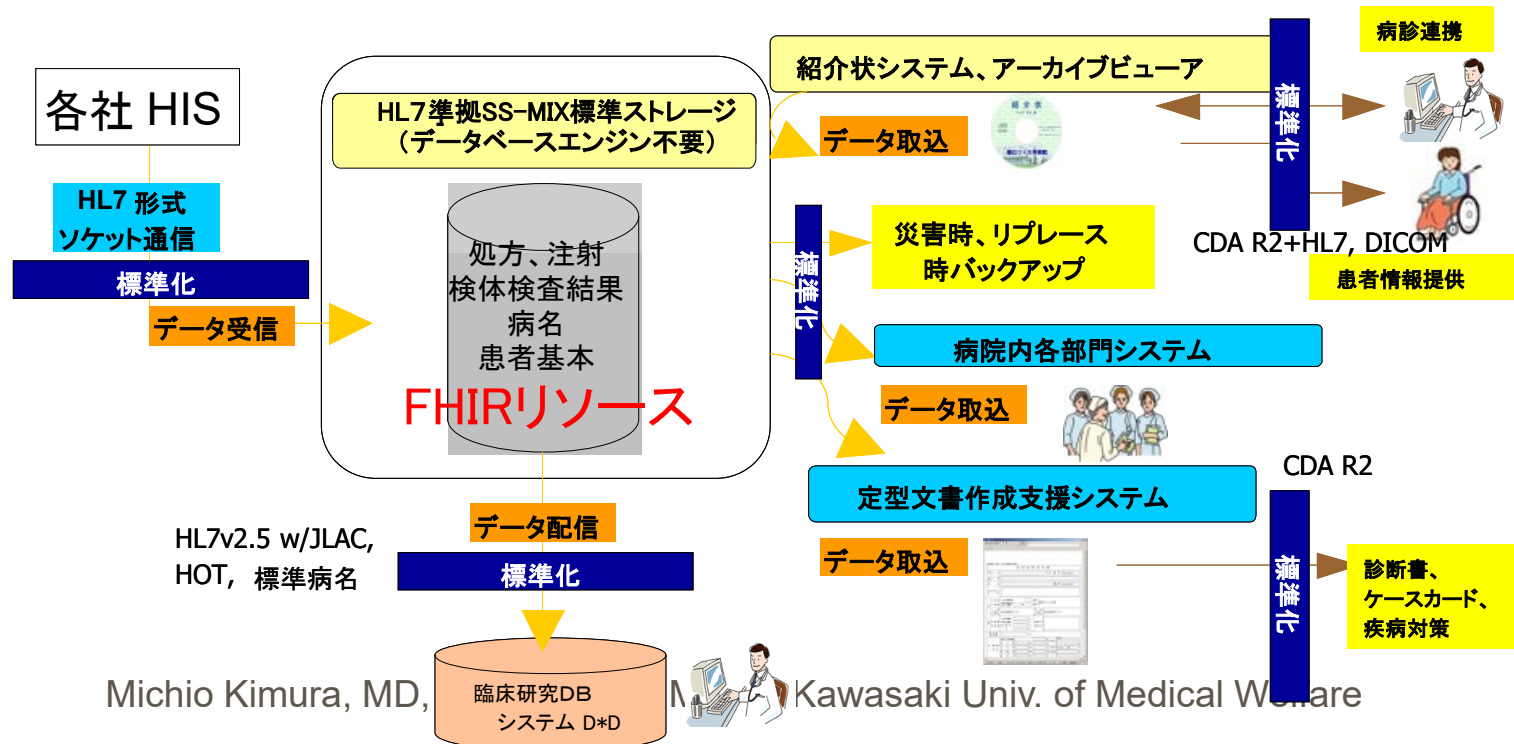 各社 HIS
HL7 形式
ソケット通信
標準化
データ受信
HL7準拠SS-MIX標準ストレージ
（データベースエンジン不要）
処方、注射
検体検査結果
病名
患者基本
FHIRリソース
データ配信
HL7v2.5 w/JLAC,
HOT, 標準病名
標準化
臨床研究DB
システム D*D
紹介状システム、アーカイブビューア
データ取込
紹介状
標準化
病診連携
CDA R2+HL7, DICOM
患者情報提供
標準化
災害時、リプレース
時バックアップ
病院内各部門システム
データ取込
定型文書作成支援システム
データ取込
CDA R2
標準化
診断書、
ケースカード、
疾病対策
Michio Kimura, MD, Kawasaki Univ. of Medical Welfare